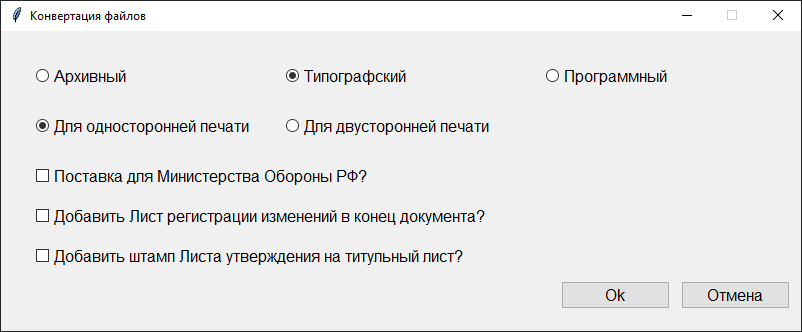 Конвертация файлов
Архивный Типографский Программный
Для односторонней печати Для двусторонней печати
Поставка для Министерства Обороны РФ?
Добавить Лист регистрации изменений в конец документа?
Добавить штамп Листа утверждения на титульный лист?
Ok Отмена